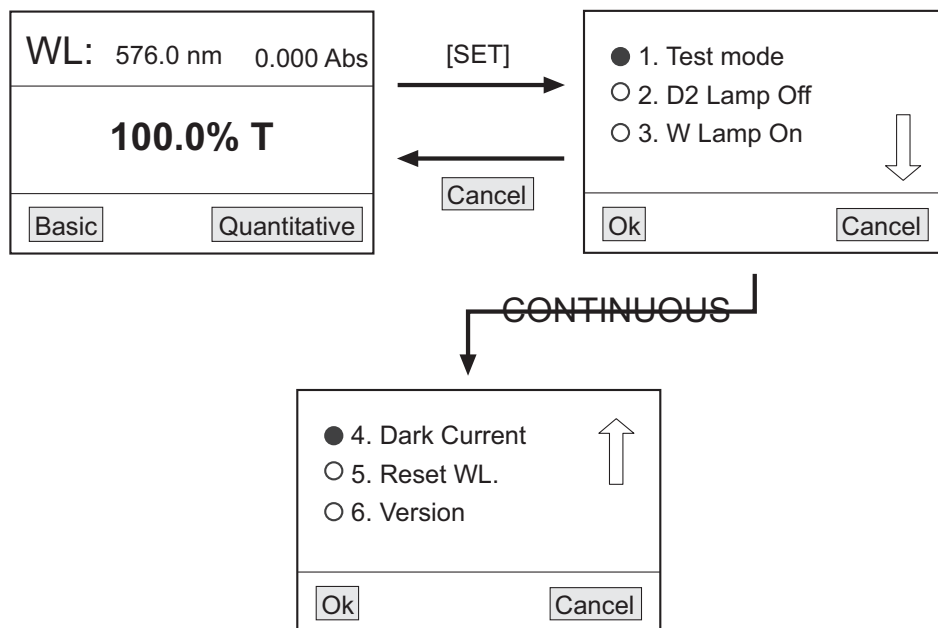 WL: 576.0 nm 0.000 Abs
100.0% T
Basic Quantitative
[SET]
Cancel
1. Test mode
2. D2 Lamp Off
3. W Lamp On
Ok Cancel
CONTINUOUS
4. Dark Current
5. Reset WL.
6. Version
Ok Cancel